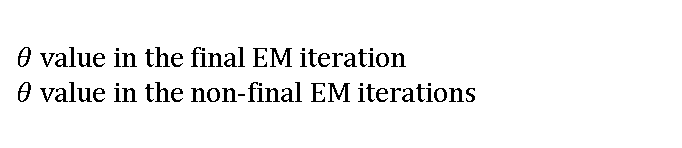 θ value in the final EM iteration
θ value in the non-final EM iterations